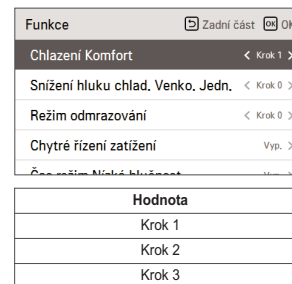 Funkce Zadní část OK OK
Chlazení Komfort < Krok 1 >
Snížení hluku chlad. Venko. Jedn. < Krok 0 >
Režim odmrazování < Krok 0 >
Chytré řízení zatížení Vyp. >
Hodnota
Krok 1
Krok 2
Krok 3